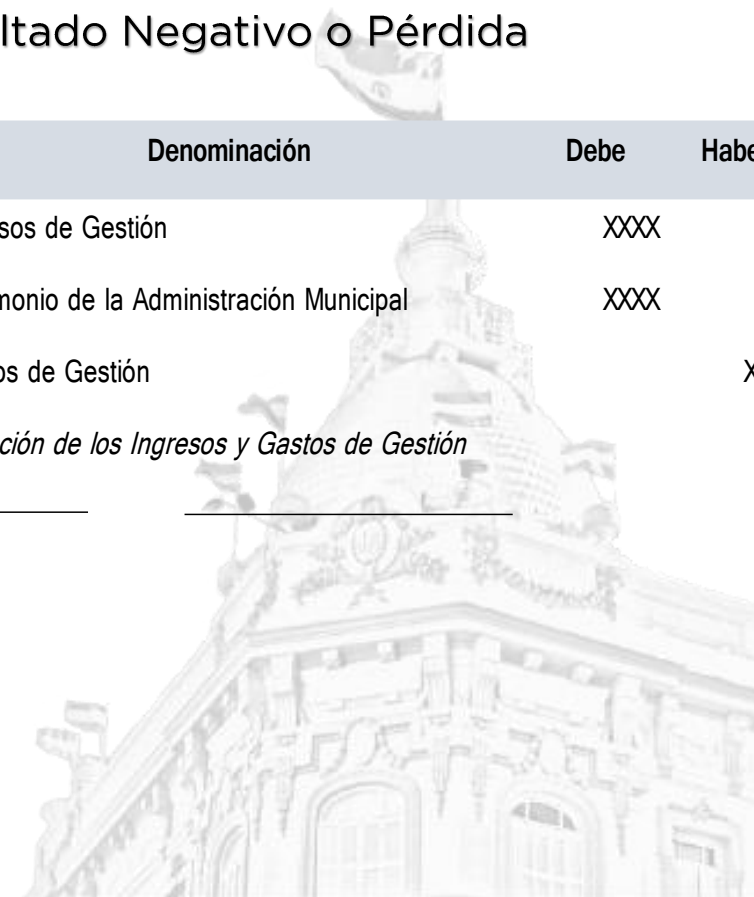 ltado Negativo o Pérdida
Denominación Debe Habe
sos de Gestión XXXX
monio de la Administración Municipal XXXX
os de Gestión X
ción de los Ingresos y Gastos de Gestión